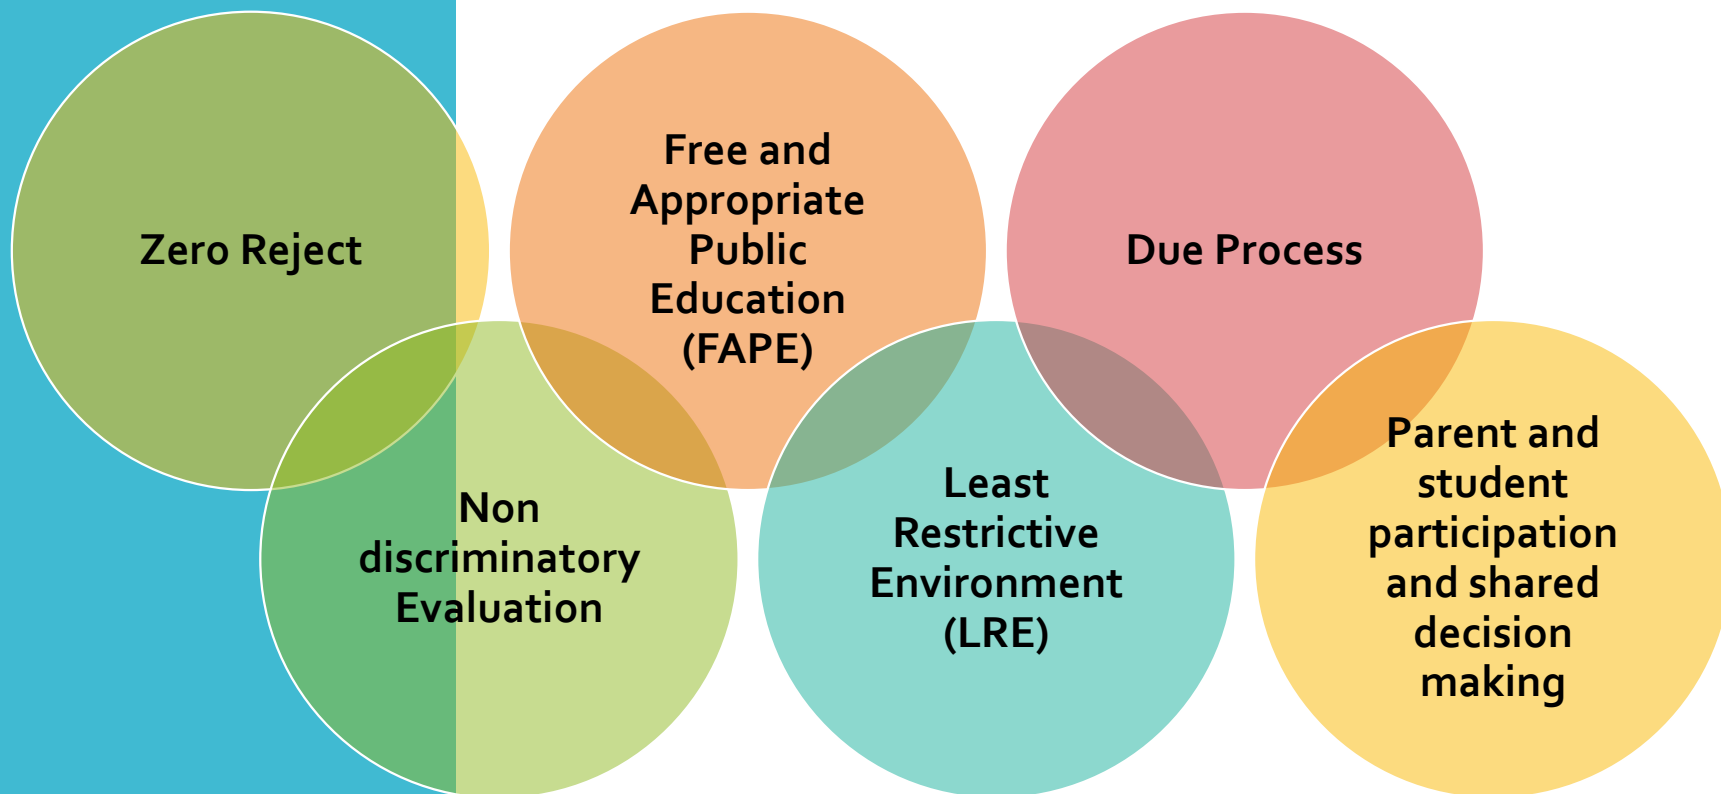 Zero Reject
Non
discriminatory
Evaluation
Free and
Appropriate
Public
Education
(FAPE)
Least
Restrictive
Environment
(LRE)
Due Process
Parent and
student
participation
and shared
decision
making